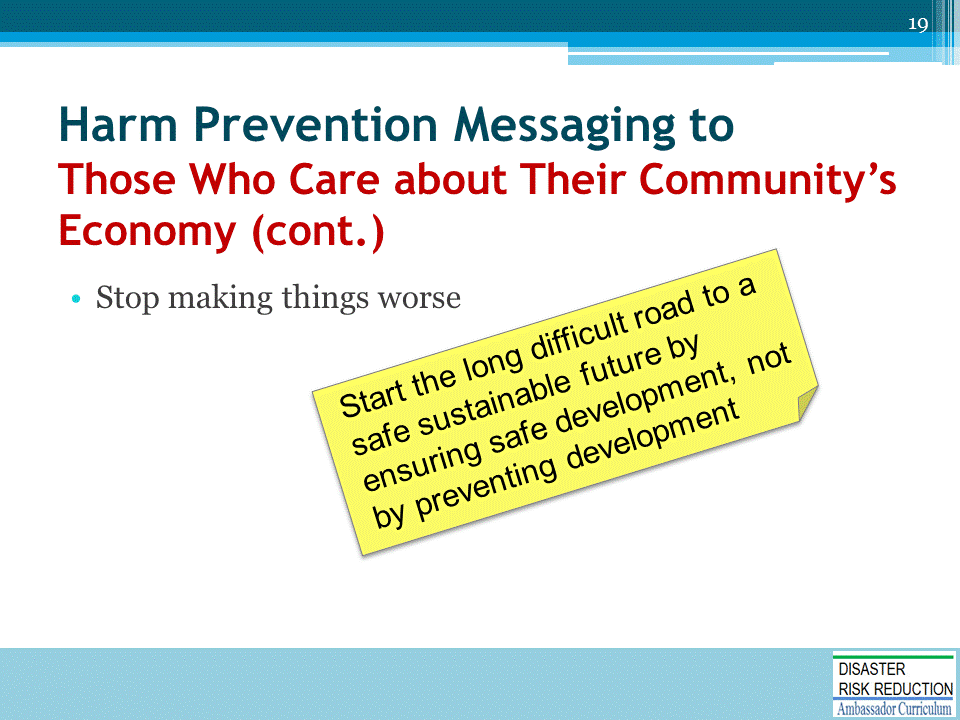 19
Harm Prevention Messaging to
Those Who Care about Their Community’s
Economy (cont.)
• Stop making things worse
Start the long difficult road to a
safe sustainable future by
ensuring safe development, not
by preventing development
DISASTER
RISK REDUCTION
Ambassador Curriculum